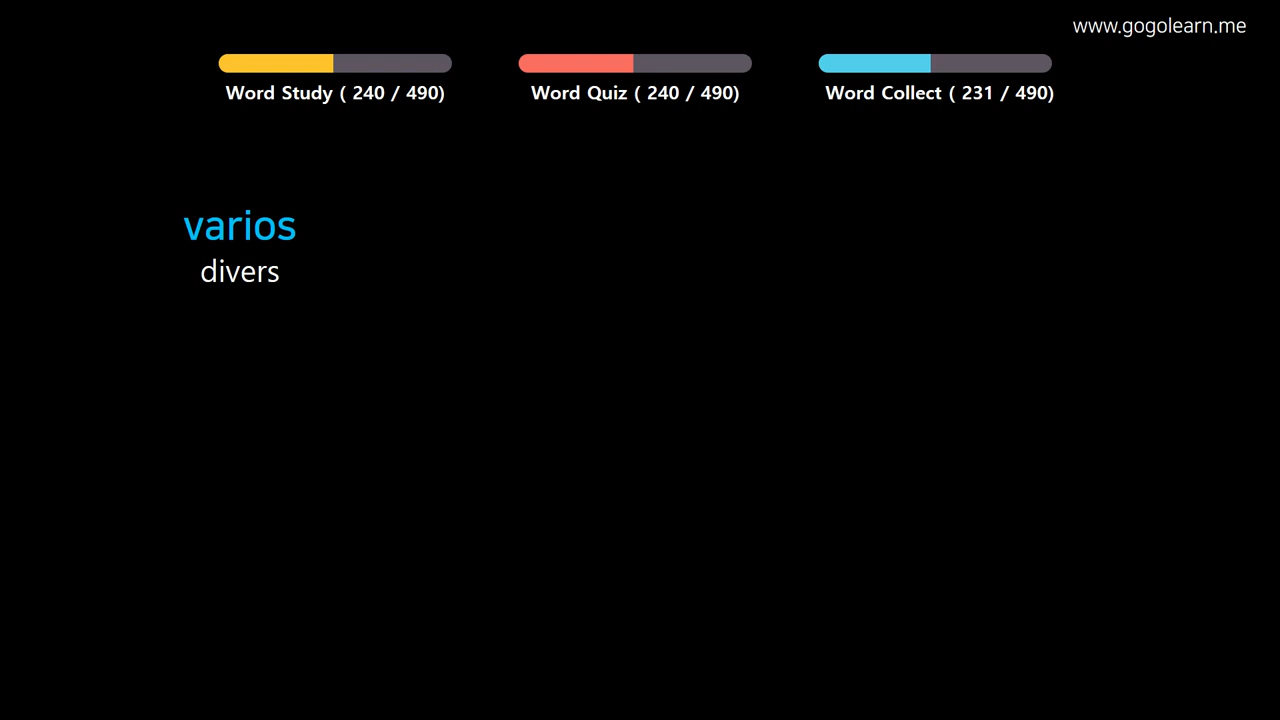 www.gogolearn.me
Word Study ( 240 / 490)
Word Quiz ( 240 / 490)
Word Collect ( 231 / 490)
varios
divers